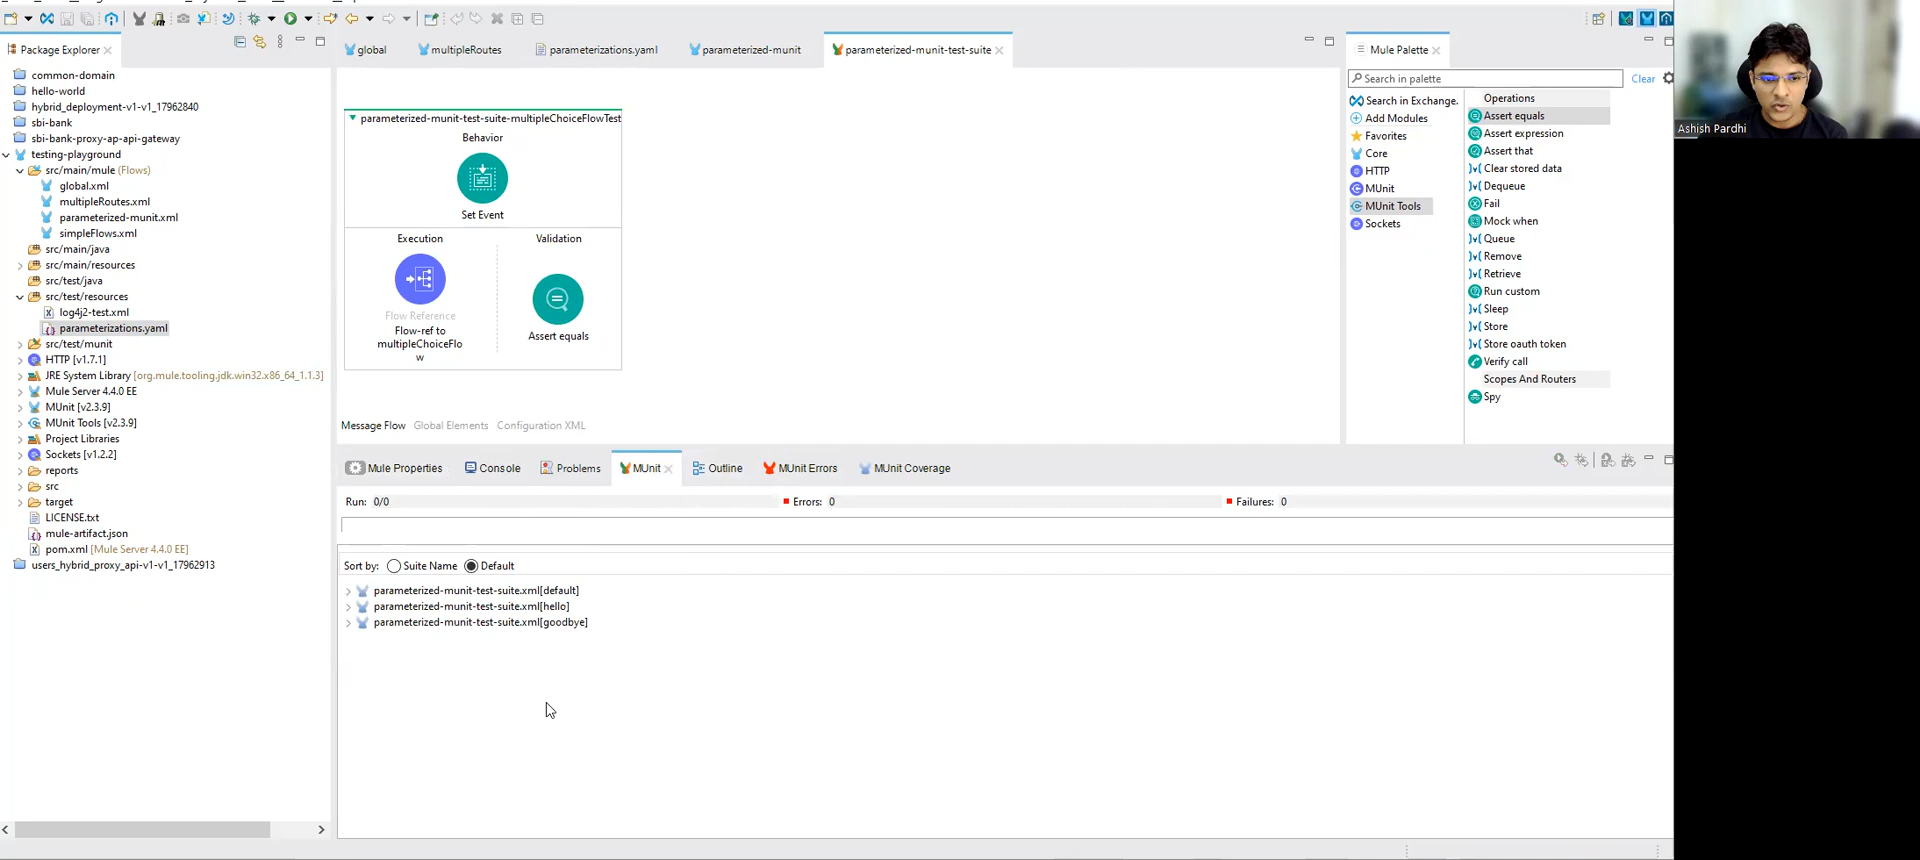 Package Explorer
global
multipleRoutes
parameterizations.yaml
parameterized-munit
parameterized-munit-test-suite
Mule Palette
common-domain
hello-world
hybrid_deployment-v1-v1_17962840
sbi-bank
sbi-bank-proxy-ap-api-gateway
testing-playground
src/main/mule (Flows)
global.xml
multipleRoutes.xml
parameterized-munit.xml
simpleFlows.xml
src/main/java
src/main/resources
src/test/java
src/test/resources
log4j2-test.xml
parameterizations.yaml
src/test/munit
HTTP [v1.7.1]
JRE System Library [org.mule.tooling.jdk.win32.x86_64_1.1.3]
Mule Server 4.4.0 EE
MUnit [v2.3.9]
MUnit Tools [v2.3.9]
Project Libraries
Sockets [v1.2.2]
reports
src
target
LICENSE.txt
mule-artifact.json
pom.xml [Mule Server 4.4.0 EE]
users_hybrid_proxy_api-v1-v1_17962913
parameterized-munit-test-suite-multipleChoiceFlowTest
Behavior
Set Event
Execution
Validation
Flow Reference
Flow-ref to
multipleChoiceFlo
w
Assert equals
Message Flow Global Elements Configuration XML
Search in palette
Clear
Search in Exchange.
Add Modules
Favorites
Core
HTTP
MUnit
MUnit Tools
Sockets
Operations
Assert equals
Assert expression
Assert that
Clear stored data
Dequeue
Fail
Mock when
Queue
Remove
Retrieve
Run custom
Sleep
Store
Store oauth token
Verify call
Scopes And Routers
Spy
Mule Properties
Console
Problems
MUnit
Outline
MUnit Errors
MUnit Coverage
Run: 0/0
Errors: 0
Failures: 0
Sort by: Suite Name Default
parameterized-munit-test-suite.xml[default]
parameterized-munit-test-suite.xml[hello]
parameterized-munit-test-suite.xml[goodbye]
Ashish Pardhi